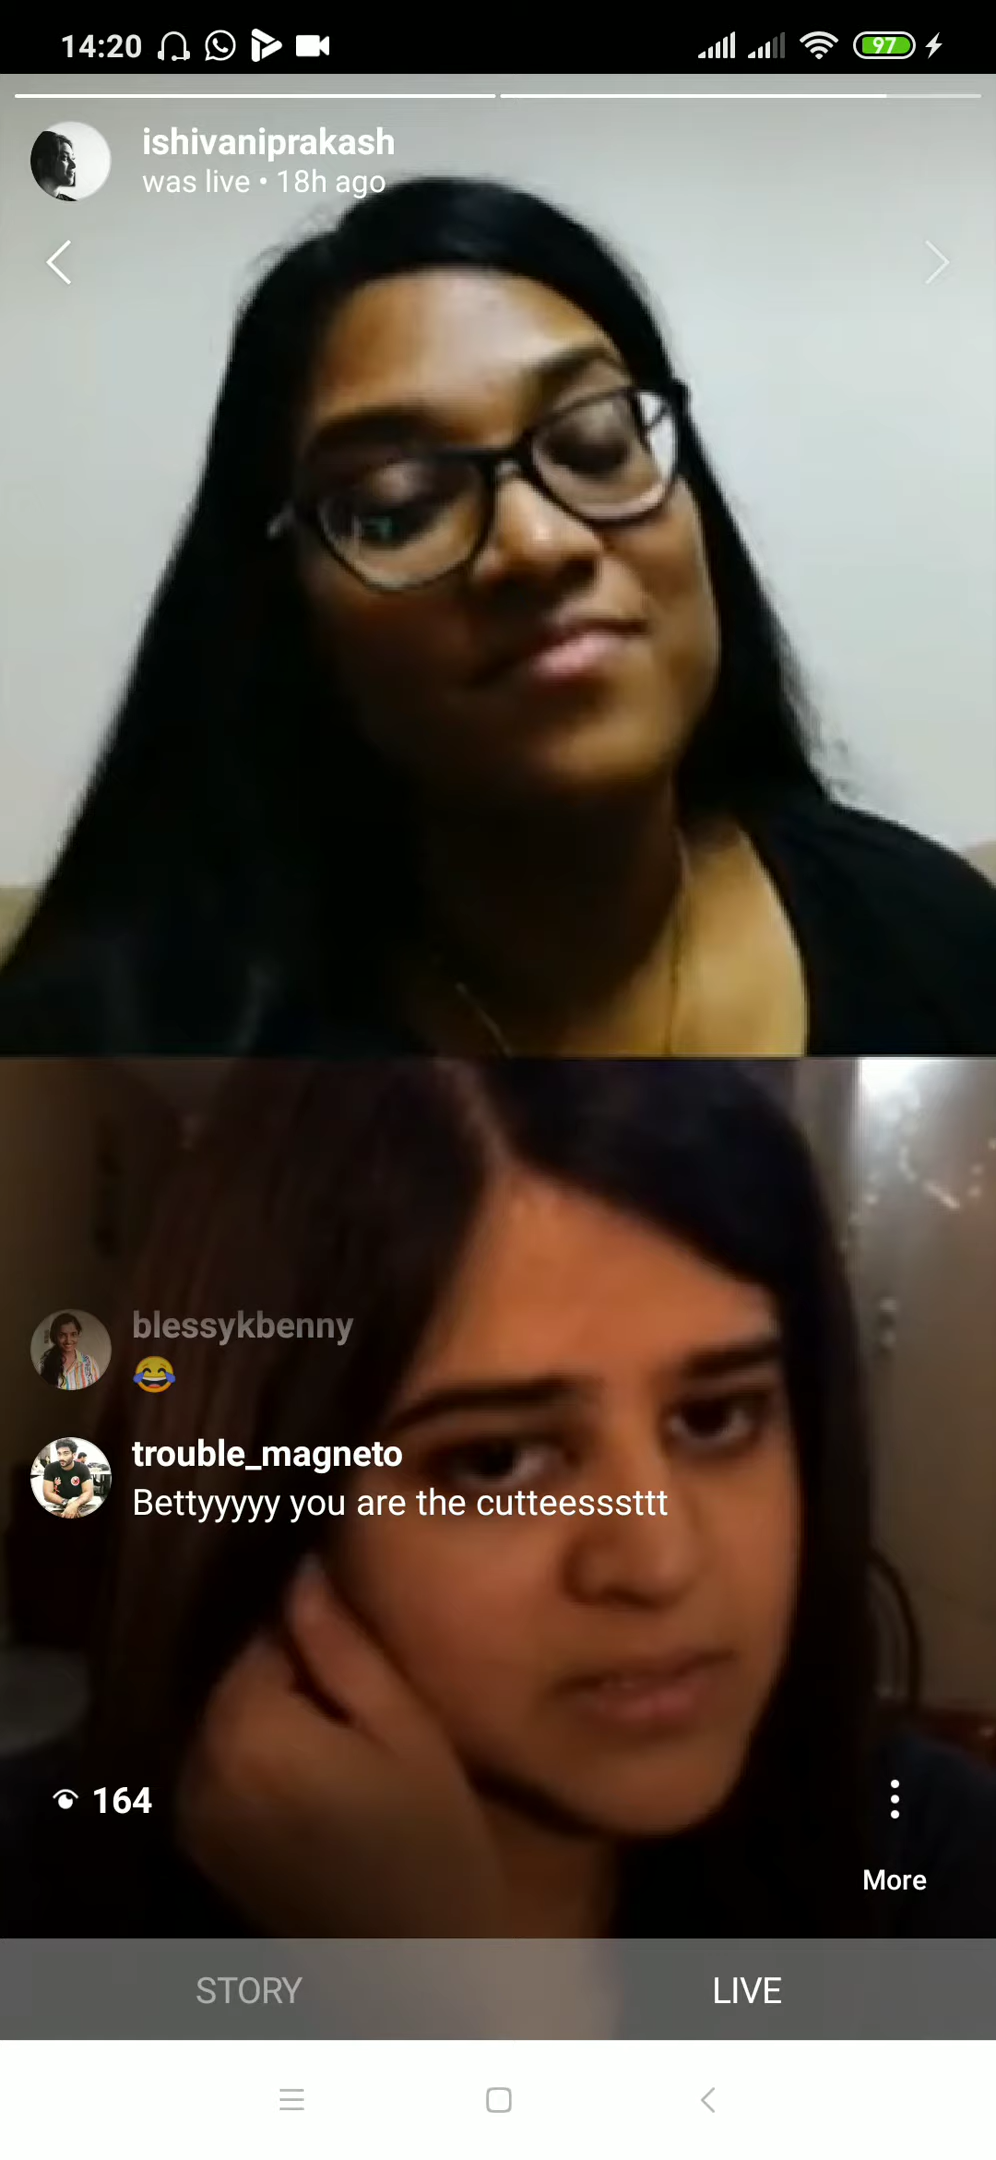 14:20
97
ishivaniprakash
was live • 18h ago
blessykbenny
😂
trouble_magneto
Bettyyyyy you are the cutteesssttt
164
More
STORY
LIVE